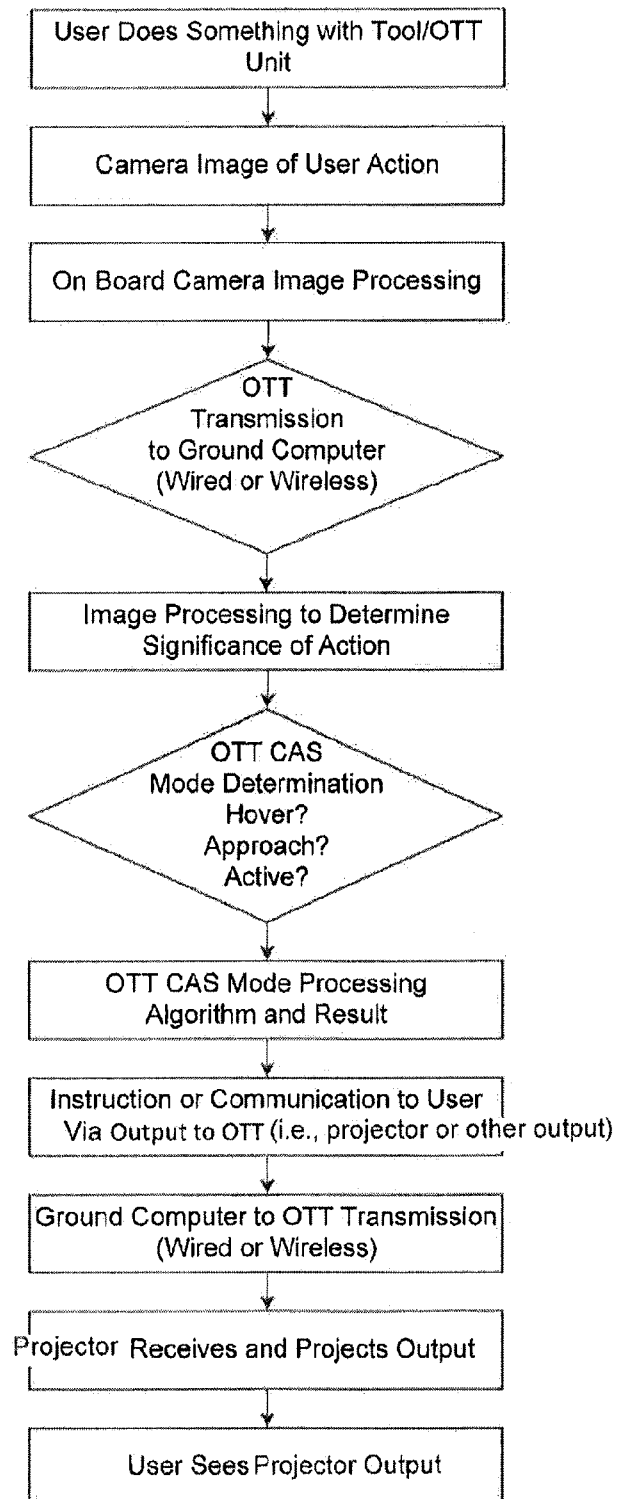 User Does Something with Tool/OTT
Unit
Camera Image of User Action
On Board Camera Image Processing
OTT
Transmission
to Ground Computer
(Wired or Wireless)
Image Processing to Determine
Significance of Action
OTT CAS
Mode Determination
Hover?
Approach?
Active?
OTT CAS Mode Processing
Algorithm and Result
Instruction or Communication to User
Via Output to OTT (i.e., projector or other output)
Ground Computer to OTT Transmission
(Wired or Wireless)
Projector Receives and Projects Output
User Sees Projector Output